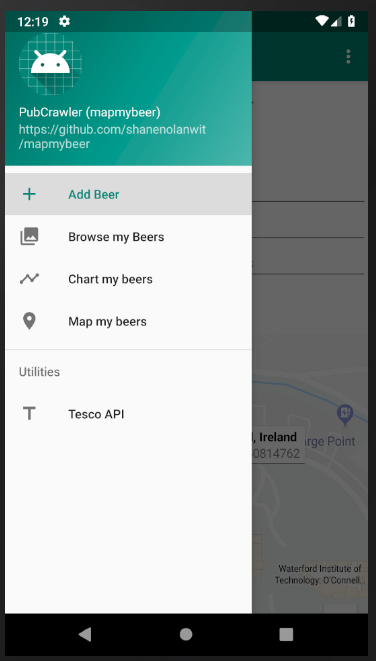 12:19
PubCrawler (mapmybeer)
https://github.com/shanenolanwit
/mapmybeer
Add Beer
Browse my Beers
Chart my beers
Map my beers
Utilities
T Tesco API
, Ireland
arge Point
0814762
Waterford Institute of
Technology: O'Connell..